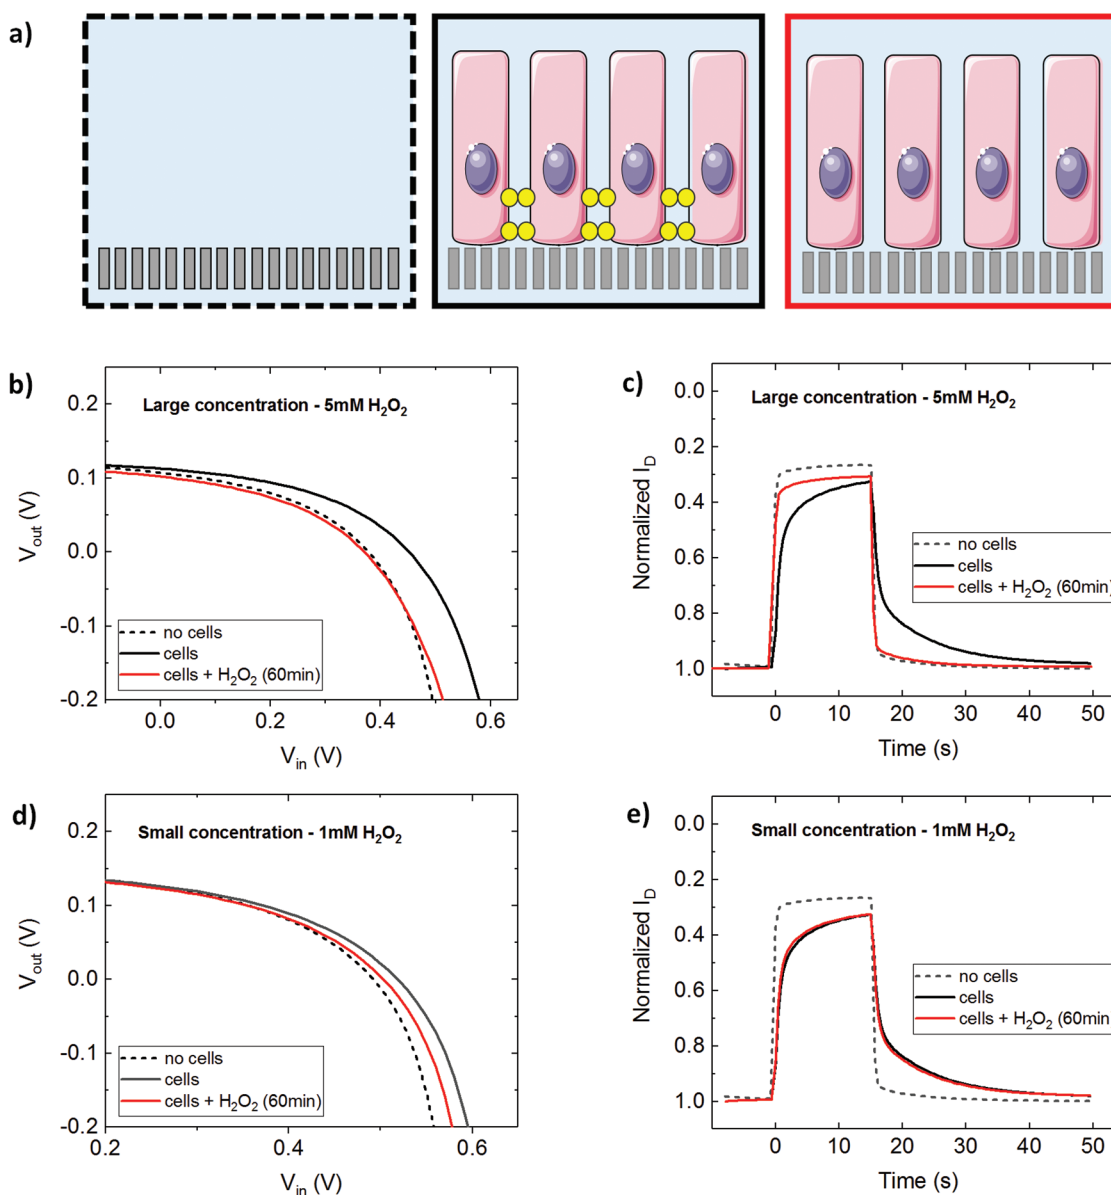 a)
b)
Large concentration - 5mM H₂O₂
0.2
0.1
0.0
-0.1
-0.2
V_out (V)
no cells
cells
cells + H₂O₂ (60min)
0.0
0.2
0.4
0.6
V_in (V)
c)
Large concentration - 5mM H₂O₂
0.0
0.2
0.4
0.6
0.8
1.0
Normalized I_D
no cells
cells
cells + H₂O₂ (60min)
0
10
20
30
40
50
Time (s)
d)
Small concentration - 1mM H₂O₂
0.2
0.1
0.0
-0.1
-0.2
V_out (V)
no cells
cells
cells + H₂O₂ (60min)
0.2
0.4
0.6
V_in (V)
e)
Small concentration - 1mM H₂O₂
0.0
0.2
0.4
0.6
0.8
1.0
Normalized I_D
no cells
cells
cells + H₂O₂ (60min
0
10
20
30
40
50
Time (s)